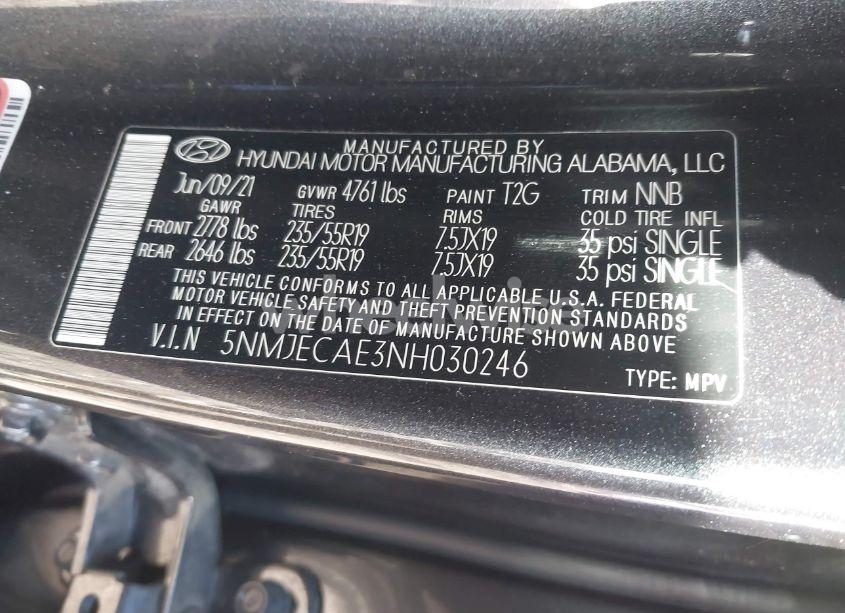 MANUFACTURED BY
HYUNDAI MOTOR MANUFACTURING ALABAMA, LLC
Jun/09/21 GVWR 4761 lbs PAINT T2G TRIM NNB
GAWR TIRES RIMS COLD TIRE INFL
FRONT 2778 lbs 235/55R19 7.5JX19 35 psi SINGLE
REAR 2646 lbs 235/55R19 7.5JX19 35 psi SINGLE
THIS VEHICLE CONFORMS TO ALL APPLICABLE U.S.A. FEDERAL
MOTOR VEHICLE SAFETY AND THEFT PREVENTION STANDARDS
IN EFFECT ON THE DATE OF MANUFACTURE SHOWN ABOVE.
V.I.N 5NMJECAE3NH030246
TYPE: MPV